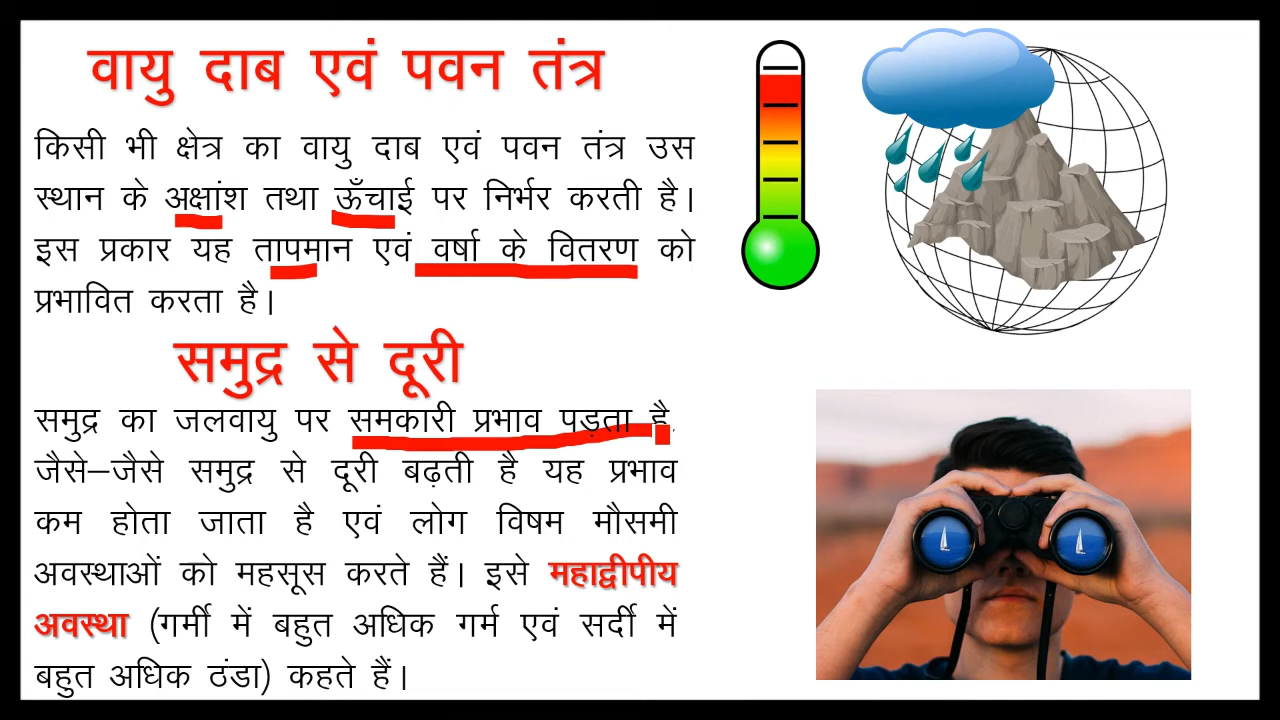 वायु दाब एवं पवन तंत्र
किसी भी क्षेत्र का वायु दाब एवं पवन तंत्र उस
स्थान के अक्षांश तथा ऊँचाई पर निर्भर करती है।
इस प्रकार यह तापमान एवं वर्षा के वितरण को
प्रभावित करता है।
समुद्र से दूरी
समुद्र का जलवायु पर समकारी प्रभाव पड़ता है
जैसे–जैसे समुद्र से दूरी बढ़ती है यह प्रभाव
कम होता जाता है एवं लोग विषम मौसमी
अवस्थाओं को महसूस करते हैं। इसे महाद्वीपीय
अवस्था (गर्मी में बहुत अधिक गर्म एवं सर्दी में
बहुत अधिक ठंडा) कहते हैं।